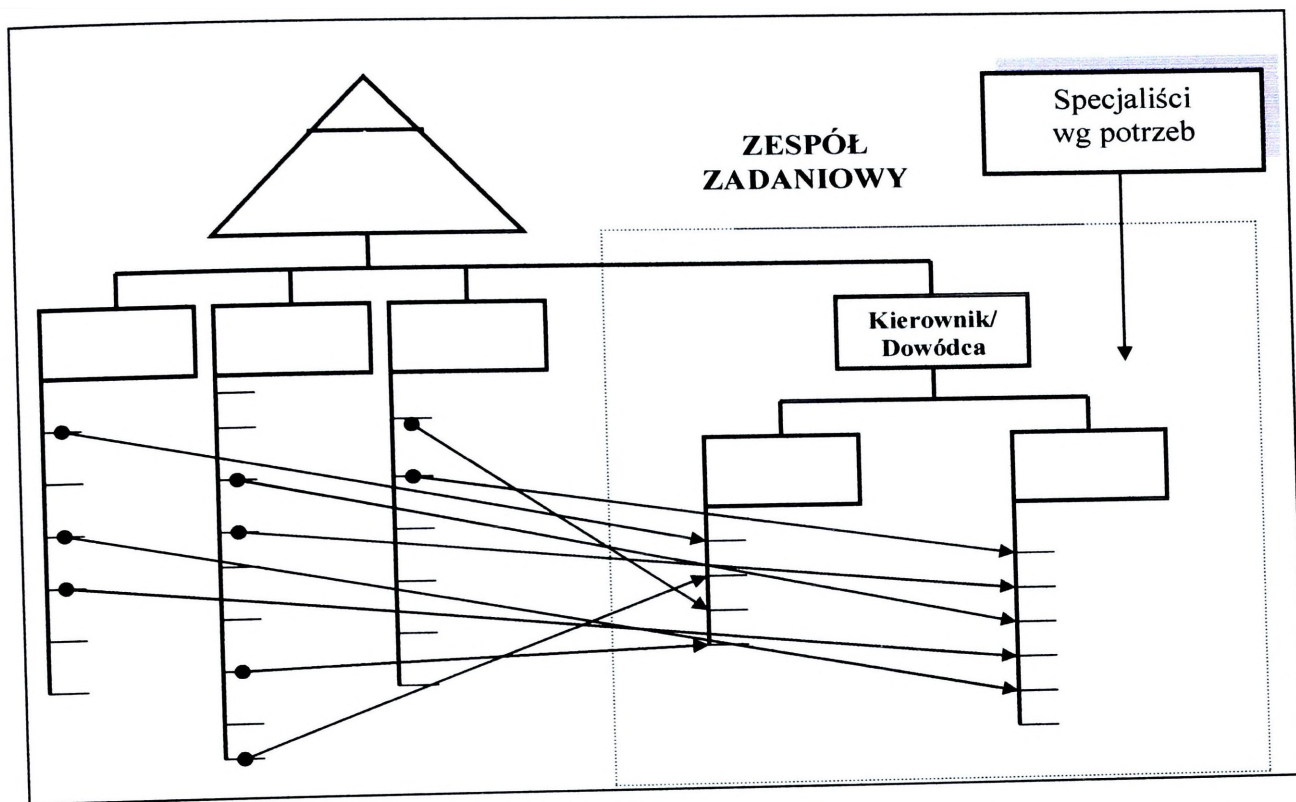 ZESPÓŁ
ZADANIOWY
Specjaliści
wg potrzeb
Kierownik/
Dowódca